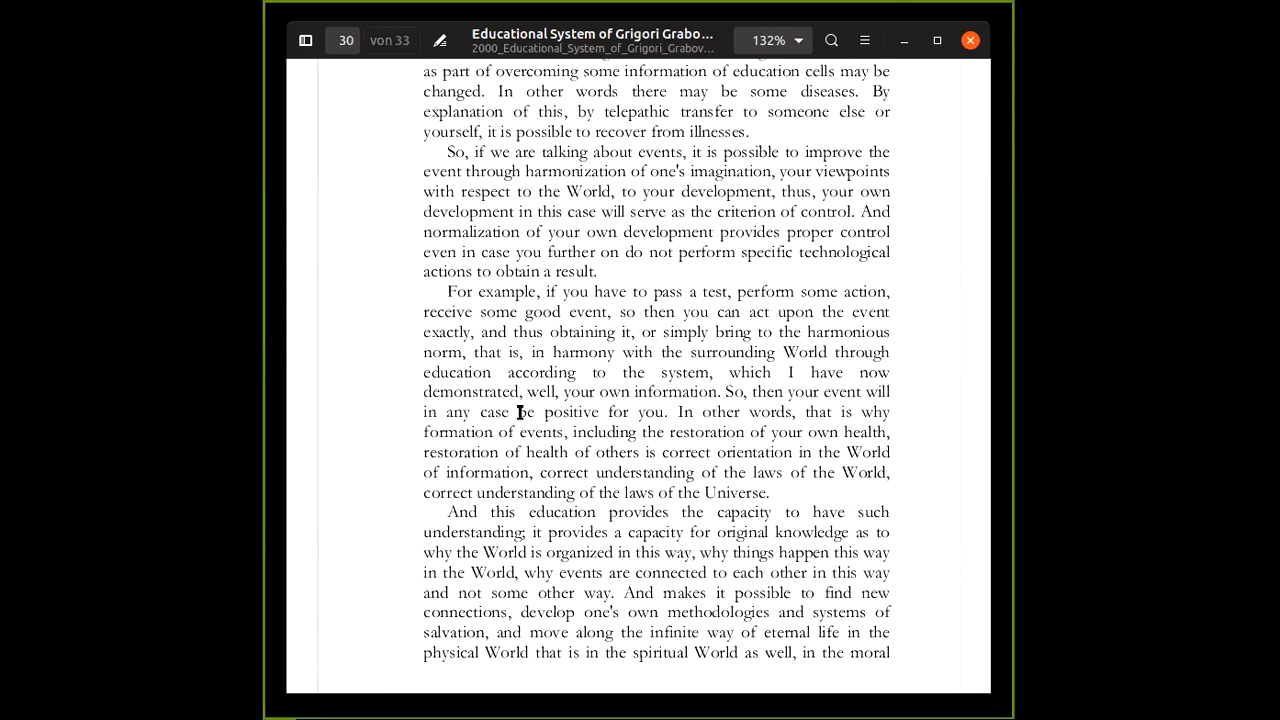 30 von 33 Educational System of Grigori Grabo... 132%
2000_Educational_System_of_Grigori_Grabov...
as part of overcoming some information of education cells may be
changed. In other words there may be some diseases. By
explanation of this, by telepathic transfer to someone else or
yourself, it is possible to recover from illnesses.
So, if we are talking about events, it is possible to improve the
event through harmonization of one's imagination, your viewpoints
with respect to the World, to your development, thus, your own
development in this case will serve as the criterion of control. And
normalization of your own development provides proper control
even in case you further on do not perform specific technological
actions to obtain a result.
For example, if you have to pass a test, perform some action,
receive some good event, so then you can act upon the event
exactly, and thus obtaining it, or simply bring to the harmonious
norm, that is, in harmony with the surrounding World through
education according to the system, which I have now
demonstrated, well, your own information. So, then your event will
in any case be positive for you. In other words, that is why
formation of events, including the restoration of your own health,
restoration of health of others is correct orientation in the World
of information, correct understanding of the laws of the World,
correct understanding of the laws of the Universe.
And this education provides the capacity to have such
understanding; it provides a capacity for original knowledge as to
why the World is organized in this way, why things happen this way
in the World, why events are connected to each other in this way
and not some other way. And makes it possible to find new
connections, develop one's own methodologies and systems of
salvation, and move along the infinite way of eternal life in the
physical World that is in the spiritual World as well, in the moral